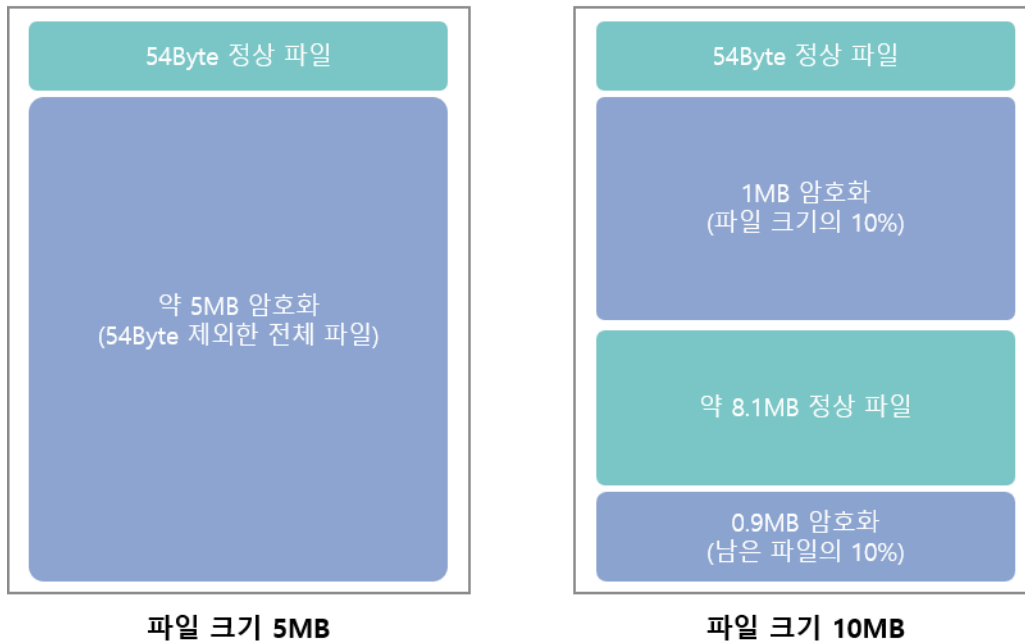 54Byte 정상 파일
약 5MB 암호화
(54Byte 제외한 전체 파일)
파일 크기 5MB
54Byte 정상 파일
1MB 암호화
(파일 크기의 10%)
약 8.1MB 정상 파일
0.9MB 암호화
(남은 파일의 10%)
파일 크기 10MB